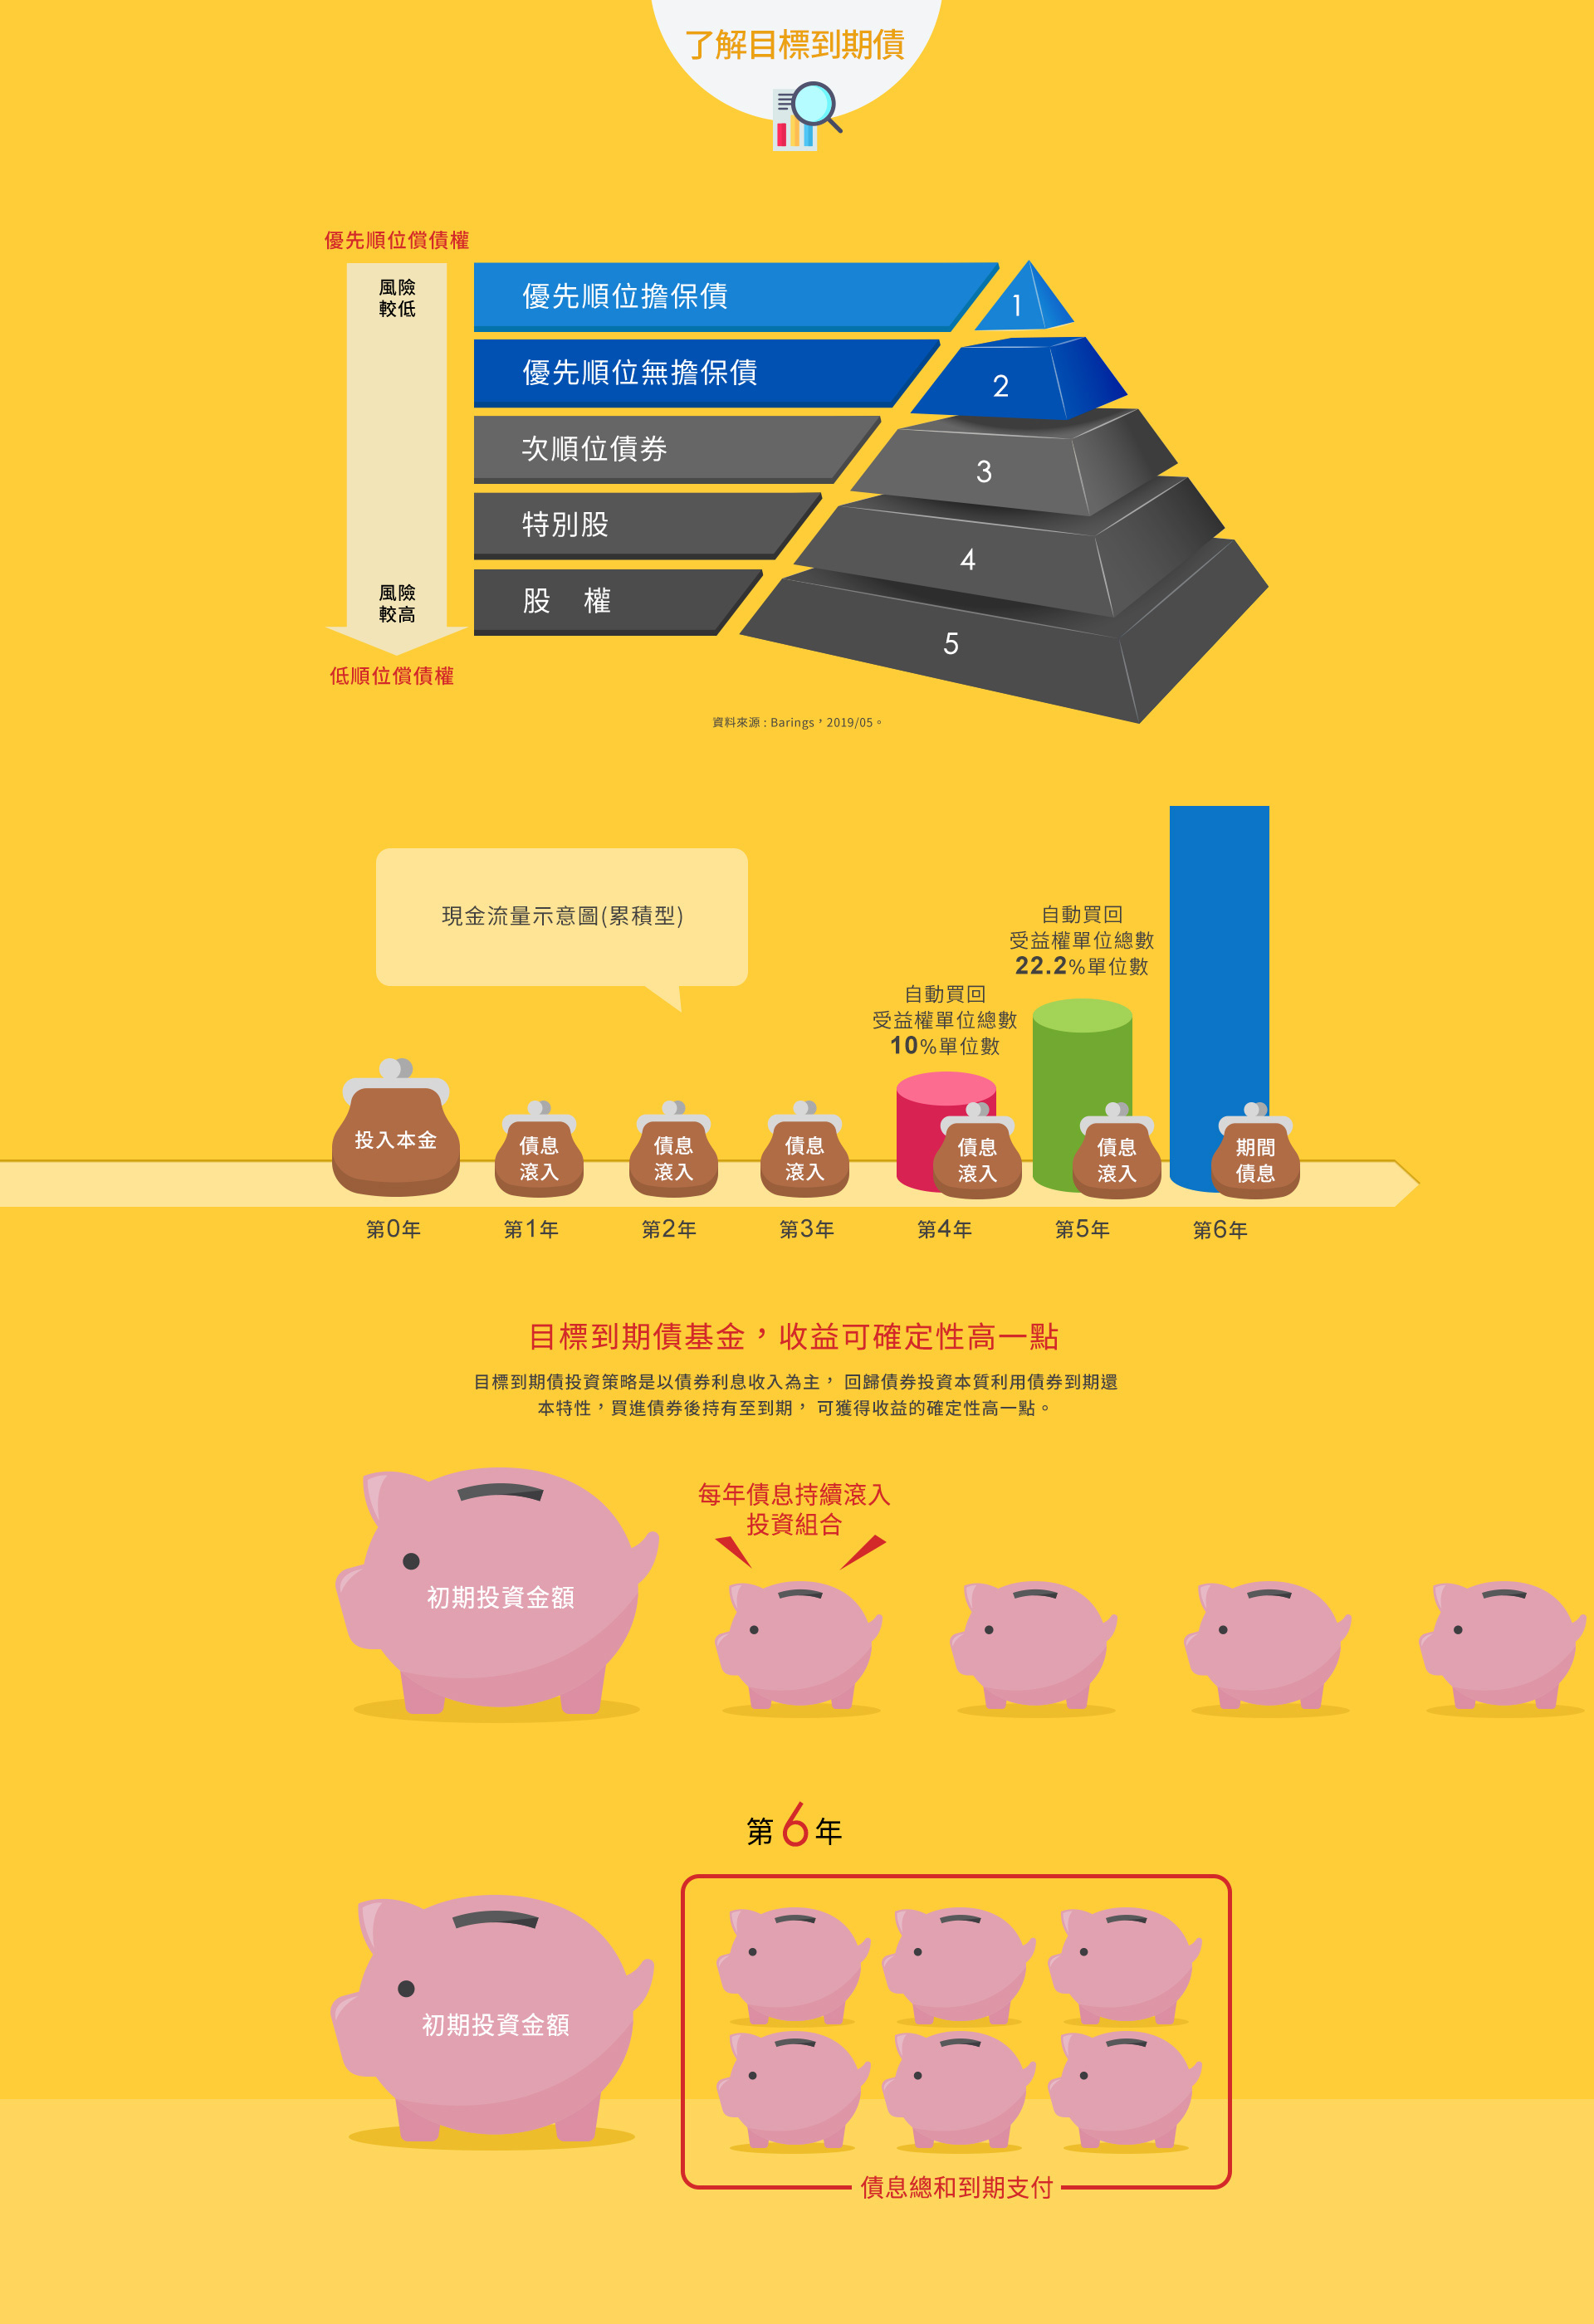 了解目標到期債
優先順位償債權
風險
較低
優先順位擔保債
1
優先順位無擔保債
2
次順位債券
3
特別股
4
風險
較高
股 權
5
低順位償債權
資料來源 : Barings，2019/05。
現金流量示意圖(累積型)
自動買回
受益權單位總數
22.2%單位數
自動買回
受益權單位總數
10%單位數
投入本金
債息
滾入
債息
滾入
債息
滾入
債息
滾入
債息
滾入
期間
債息
第0年
第1年
第2年
第3年
第4年
第5年
第6年
目標到期債基金，收益可確定性高一點
目標到期債投資策略是以債券利息收入為主， 回歸債券投資本質利用債券到期還
本特性，買進債券後持有至到期， 可獲得收益的確定性高一點。
每年債息持續滾入
投資組合
初期投資金額
第6年
初期投資金額
債息總和到期支付